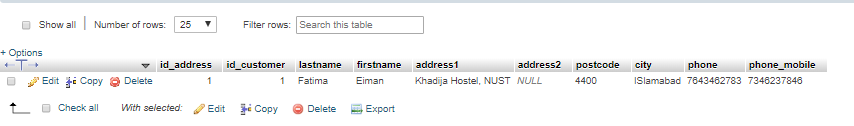 Show all | Number of rows: 25 Filter rows: Search this table
+ Options
id_address id_customer lastname firstname address1 address2 postcode city phone phone_mobile
Edit Copy Delete 1 1 Fatima Eiman Khadija Hostel, NUST NULL 4400 ISlamabad 7643462783 7346237846
Check all With selected: Edit Copy Delete Export